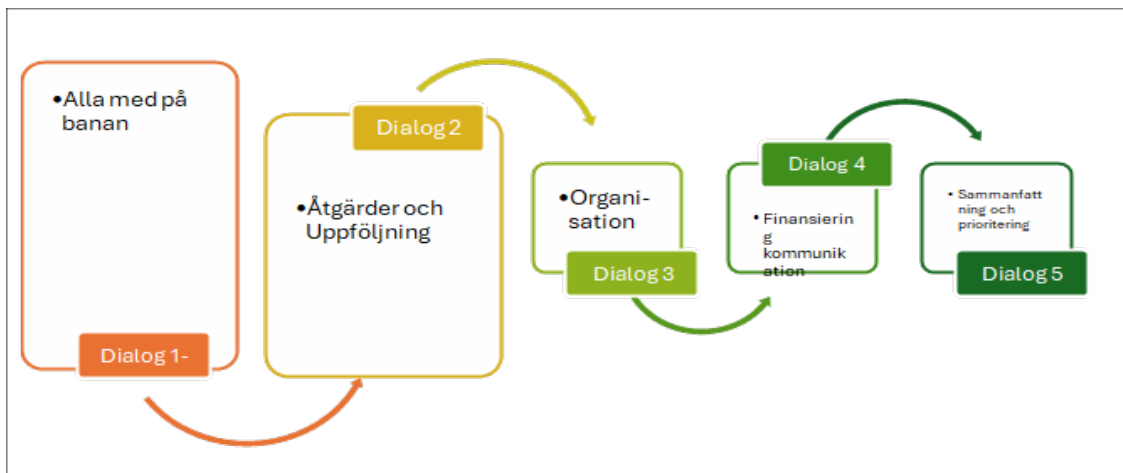 •Alla med på
banan
Dialog 1-
Dialog 2
•Åtgärder och
Uppföljning
•Organi-
sation
Dialog 3
Dialog 4
• Finansierin
g
kommunik
ation
• Sammanfatt
ning och
prioritering
Dialog 5